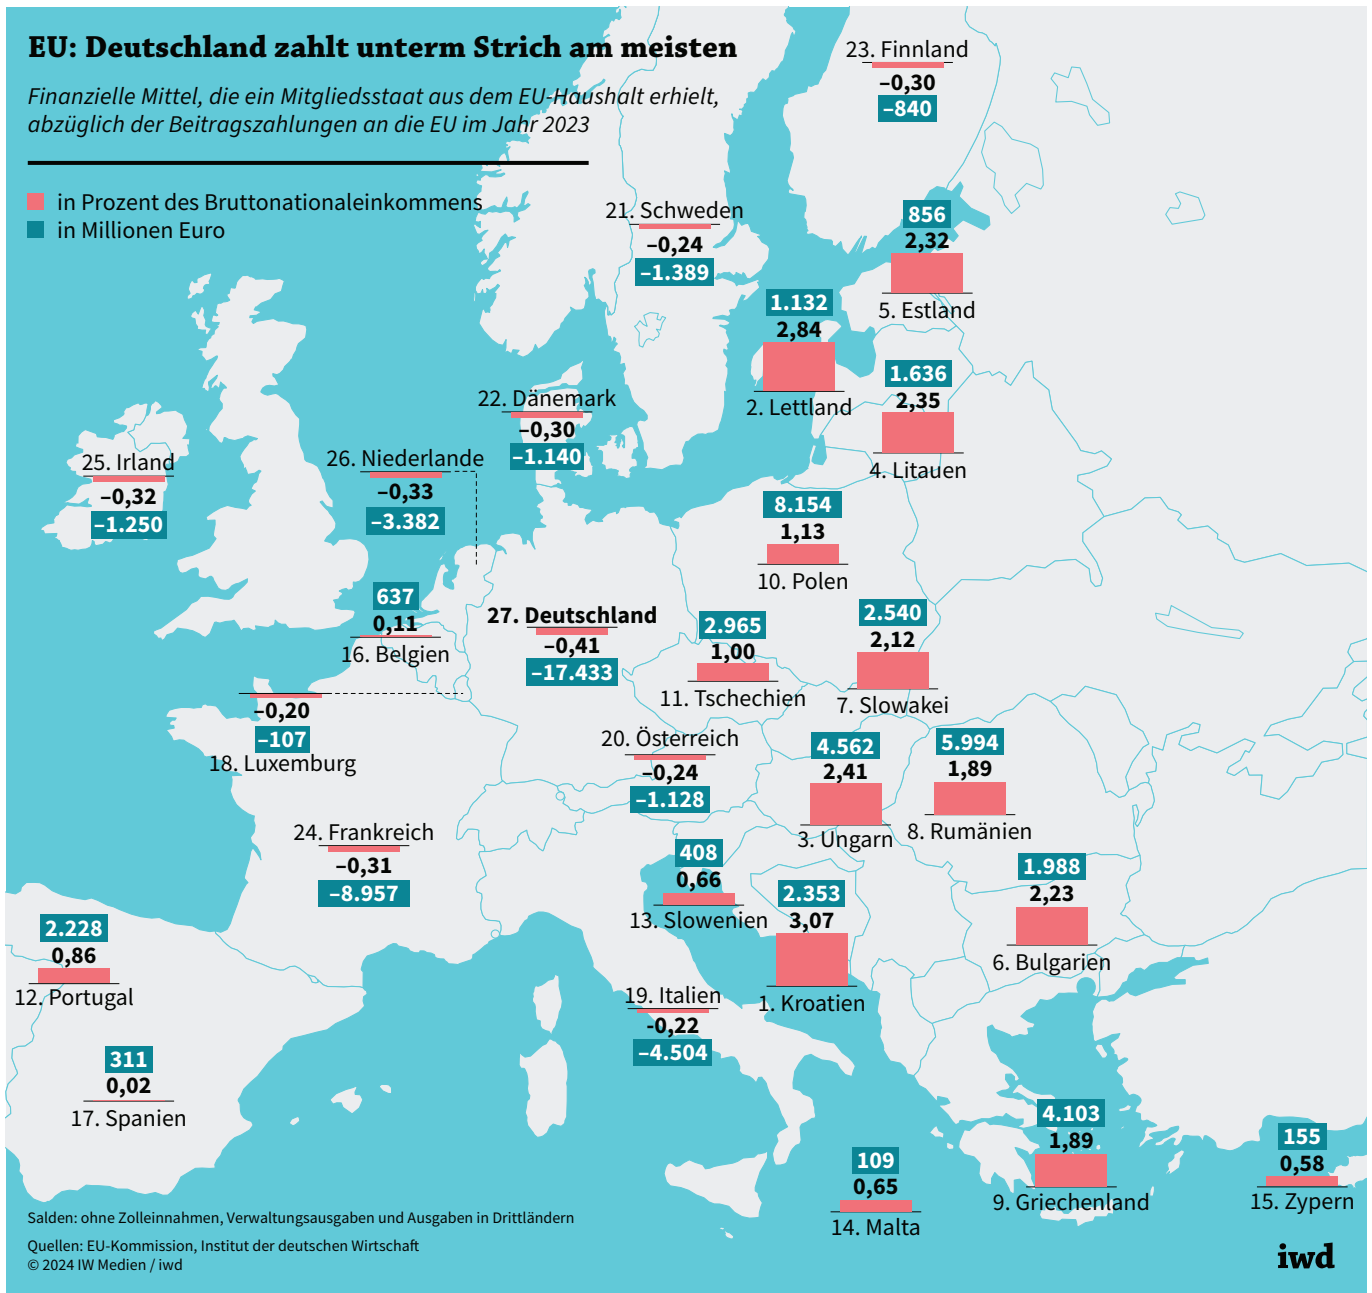 EU: Deutschland zahlt unterm Strich am meisten
Finanzielle Mittel, die ein Mitgliedsstaat aus dem EU-Haushalt erhielt,
abzüglich der Beitragszahlungen an die EU im Jahr 2023
in Prozent des Bruttonationaleinkommens
in Millionen Euro
23. Finnland
–0,30
–840
21. Schweden
–0,24
–1.389
856
2,32
5. Estland
1.132
2,84
2. Lettland
1.636
2,35
4. Litauen
22. Dänemark
–0,30
–1.140
25. Irland
–0,32
–1.250
26. Niederlande
–0,33
–3.382
8.154
1,13
10. Polen
637
0,11
16. Belgien
27. Deutschland
–0,41
–17.433
2.965
1,00
11. Tschechien
2.540
2,12
7. Slowakei
–0,20
–107
18. Luxemburg
20. Österreich
–0,24
–1.128
4.562
2,41
3. Ungarn
5.994
1,89
8. Rumänien
24. Frankreich
–0,31
–8.957
408
0,66
13. Slowenien
2.353
3,07
1. Kroatien
1.988
2,23
6. Bulgarien
2.228
0,86
12. Portugal
19. Italien
-0,22
–4.504
311
0,02
17. Spanien
4.103
1,89
9. Griechenland
109
0,65
14. Malta
155
0,58
15. Zypern
Salden: ohne Zolleinnahmen, Verwaltungsausgaben und Ausgaben in Drittländern
Quellen: EU-Kommission, Institut der deutschen Wirtschaft
© 2024 IW Medien / iwd
iwd